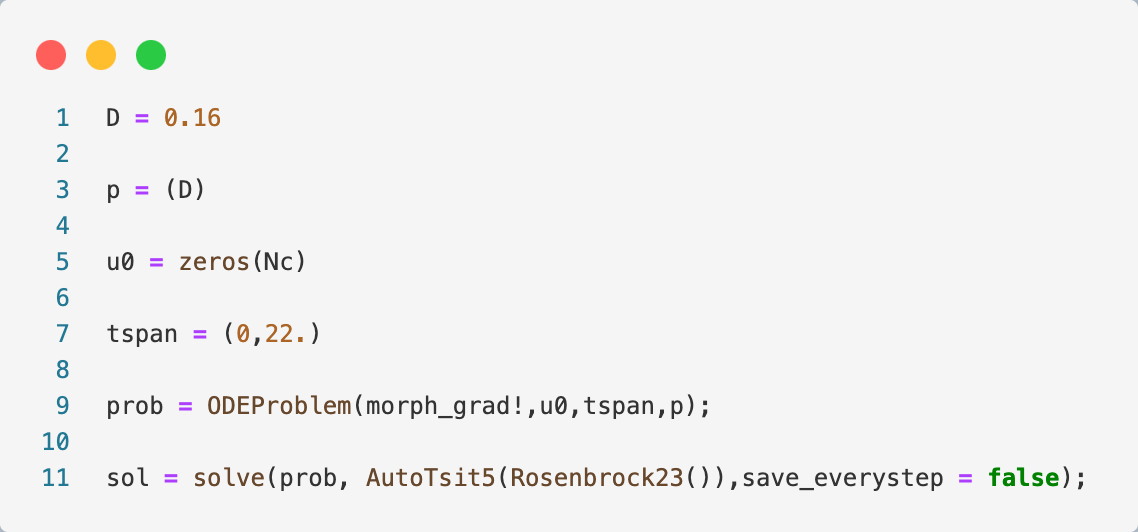 1 D = 0.16
2
3 p = (D)
4
5 u0 = zeros(Nc)
6
7 tspan = (0,22.)
8
9 prob = ODEProblem(morph_grad!,u0,tspan,p);
10
11 sol = solve(prob, AutoTsit5(Rosenbrock23()),save_everystep = false);